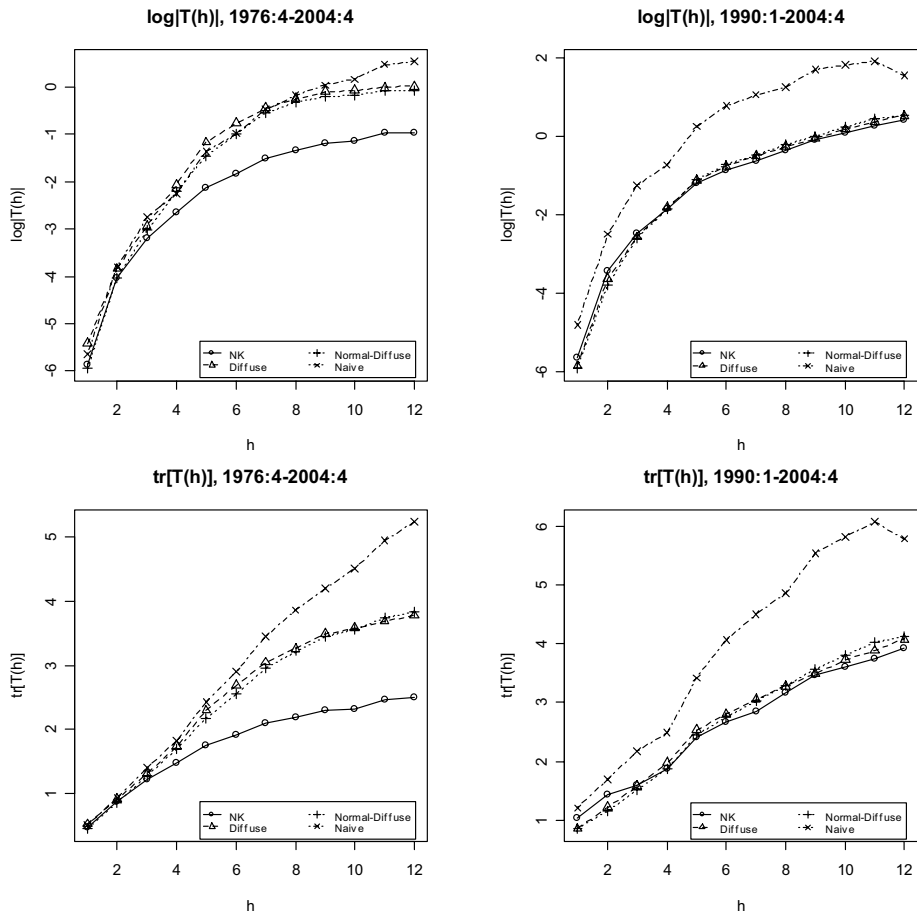 log|T(h)|, 1976:4-2004:4
log|T(h)|
0
-1
-2
-3
-4
-5
-6
NK
Diffuse
Normal-Diffuse
Naive
2 4 6 8 10 12
h
log|T(h)|, 1990:1-2004:4
log|T(h)|
2
0
-2
-4
-6
NK
Diffuse
Normal-Diffuse
Naive
2 4 6 8 10 12
h
tr[T(h)], 1976:4-2004:4
tr[T(h)]
5
4
3
2
1
NK
Diffuse
Normal-Diffuse
Naive
2 4 6 8 10 12
h
tr[T(h)], 1990:1-2004:4
tr[T(h)]
6
5
4
3
2
1
NK
Diffuse
Normal-Diffuse
Naive
2 4 6 8 10 12
h